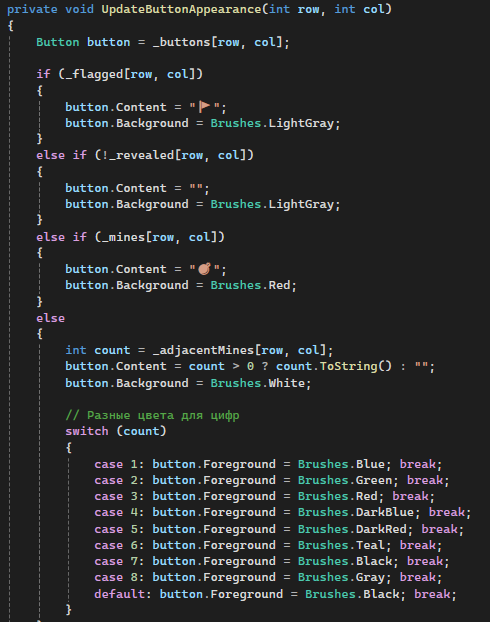 private void UpdateButtonAppearance(int row, int col)
{
    Button button = _buttons[row, col];

    if (_flagged[row, col])
    {
        button.Content = "🚩";
        button.Background = Brushes.LightGray;
    }
    else if (!_revealed[row, col])
    {
        button.Content = "";
        button.Background = Brushes.LightGray;
    }
    else if (_mines[row, col])
    {
        button.Content = "💣";
        button.Background = Brushes.Red;
    }
    else
    {
        int count = _adjacentMines[row, col];
        button.Content = count > 0 ? count.ToString() : "";
        button.Background = Brushes.White;

        // Разные цвета для цифр
        switch (count)
        {
            case 1: button.Foreground = Brushes.Blue; break;
            case 2: button.Foreground = Brushes.Green; break;
            case 3: button.Foreground = Brushes.Red; break;
            case 4: button.Foreground = Brushes.DarkBlue; break;
            case 5: button.Foreground = Brushes.DarkRed; break;
            case 6: button.Foreground = Brushes.Teal; break;
            case 7: button.Foreground = Brushes.Black; break;
            case 8: button.Foreground = Brushes.Gray; break;
            default: button.Foreground = Brushes.Black; break;
        }